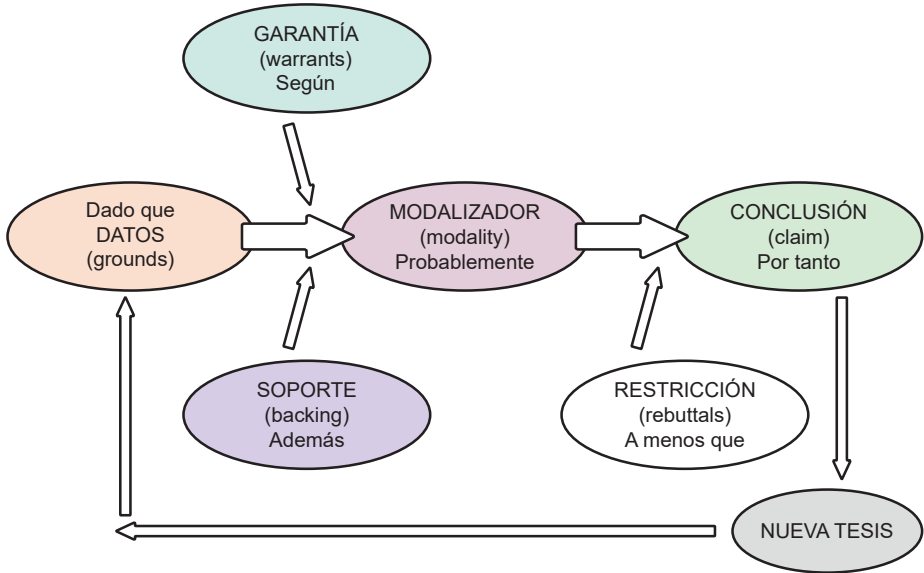 GARANTÍA
(warrants)
Según
Dado que
DATOS
(grounds)
MODALIZADOR
(modality)
Probablemente
CONCLUSIÓN
(claim)
Por tanto
SOPORTE
(backing)
Además
RESTRICCIÓN
(rebuttals)
A menos que
NUEVA TESIS